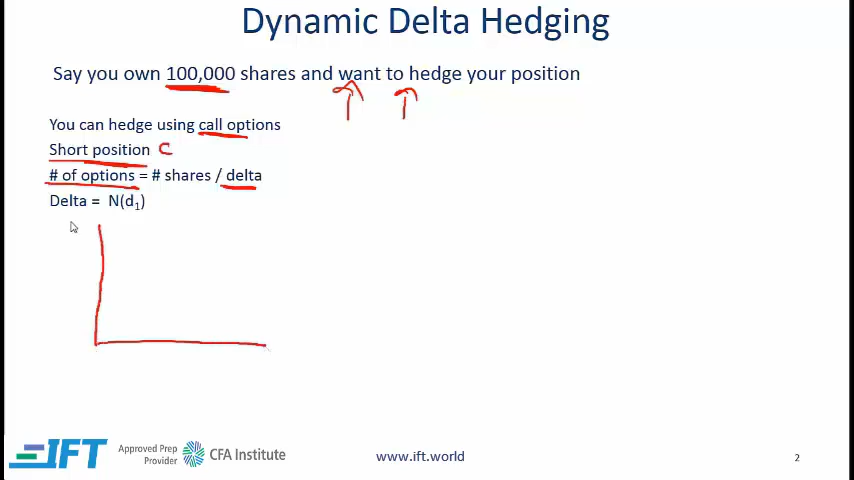 Dynamic Delta Hedging
Say you own 100,000 shares and want to hedge your position
You can hedge using call options
Short position C
# of options = # shares / delta
Delta = N(d₁)
IFT
Approved Prep
Provider
CFA Institute
www.ift.world
2